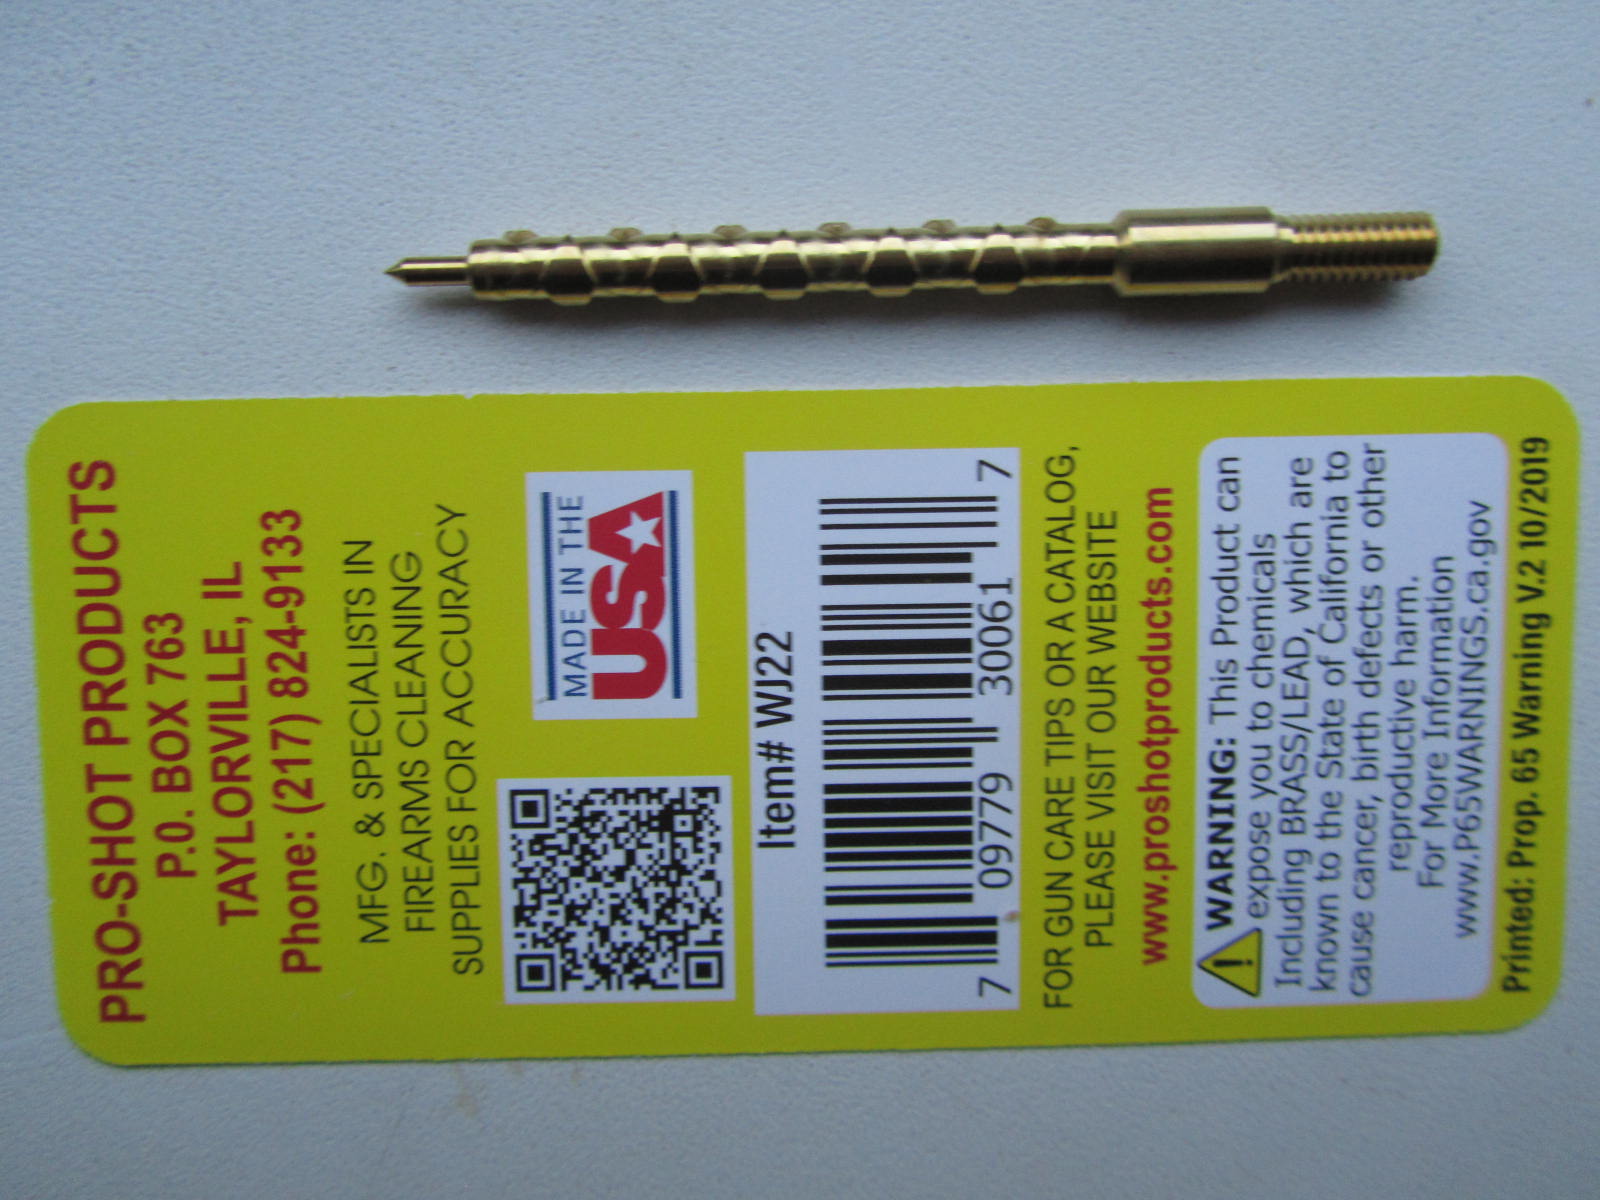 PRO-SHOT PRODUCTS
P.O. BOX 763
TAYLORVILLE, IL
Phone: (217) 824-9133
MFG. & SPECIALISTS IN
FIREARMS CLEANING
SUPPLIES FOR ACCURACY
MADE IN THE
USA
Item# WJ22
7 09779 30061 7
FOR GUN CARE TIPS OR A CATALOG,
PLEASE VISIT OUR WEBSITE
www.proshotproducts.com
WARNING: This Product can
expose you to chemicals
Including BRASS/LEAD, which are
known to the State of California to
cause cancer, birth defects or other
reproductive harm.
For More Information
www.P65WARNINGS.ca.gov
Printed: Prop. 65 Warning V.2 10/2019